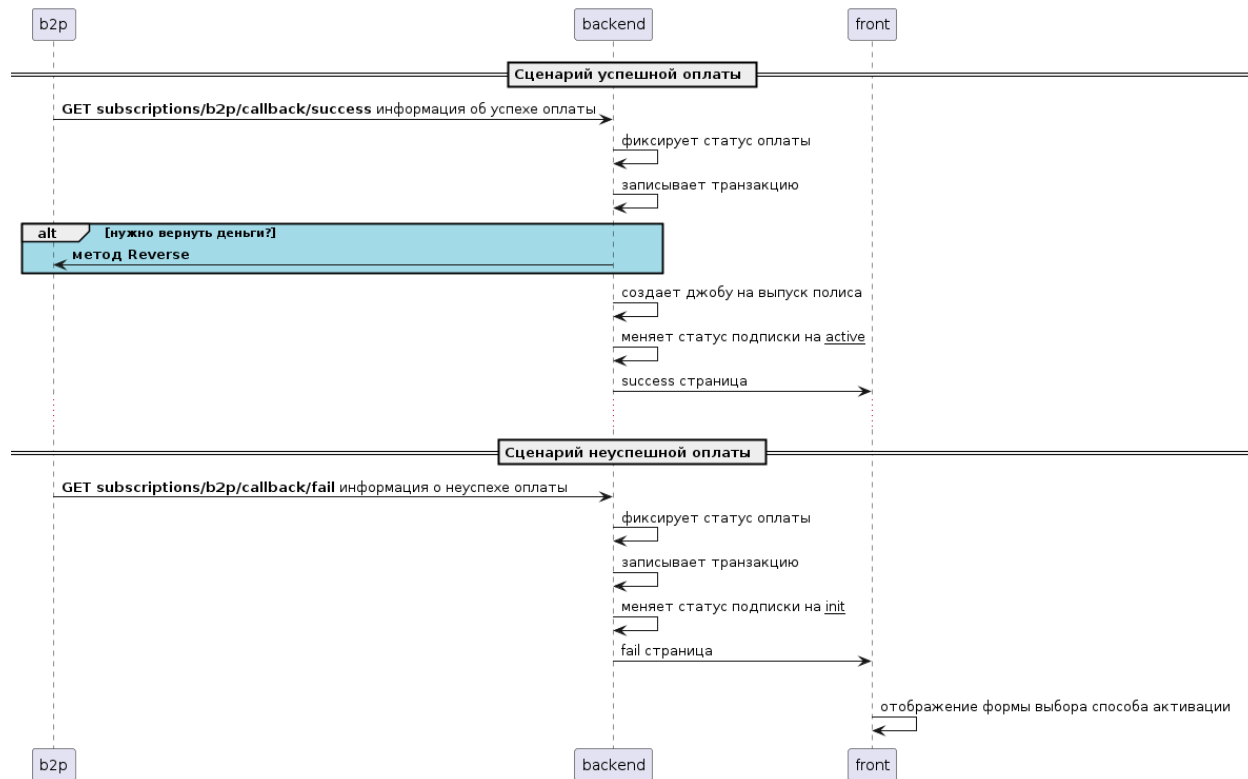 b2p
backend
front
Сценарий успешной оплаты
GET subscriptions/b2p/callback/success информация об успехе оплаты
фиксирует статус оплаты
записывает транзакцию
alt [нужно вернуть деньги?]
метод Reverse
создает джобу на выпуск полиса
меняет статус подписки на active
success страница
Сценарий неуспешной оплаты
GET subscriptions/b2p/callback/fail информация о неуспехе оплаты
фиксирует статус оплаты
записывает транзакцию
меняет статус подписки на init
fail страница
отображение формы выбора способа активации
b2p
backend
front